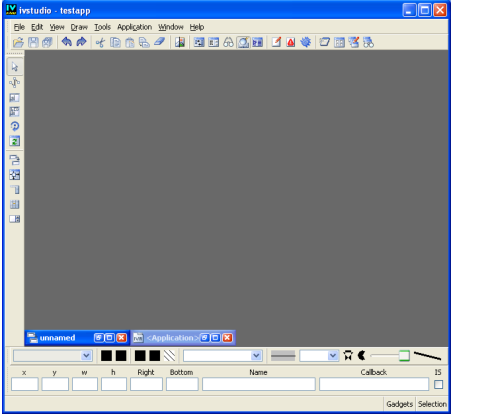 IV ivstudio - testapp
File Edit View Draw Tools Application Window Help
unnamed <Application>
x y w h Right Bottom Name Callback IS
Gadgets Selection